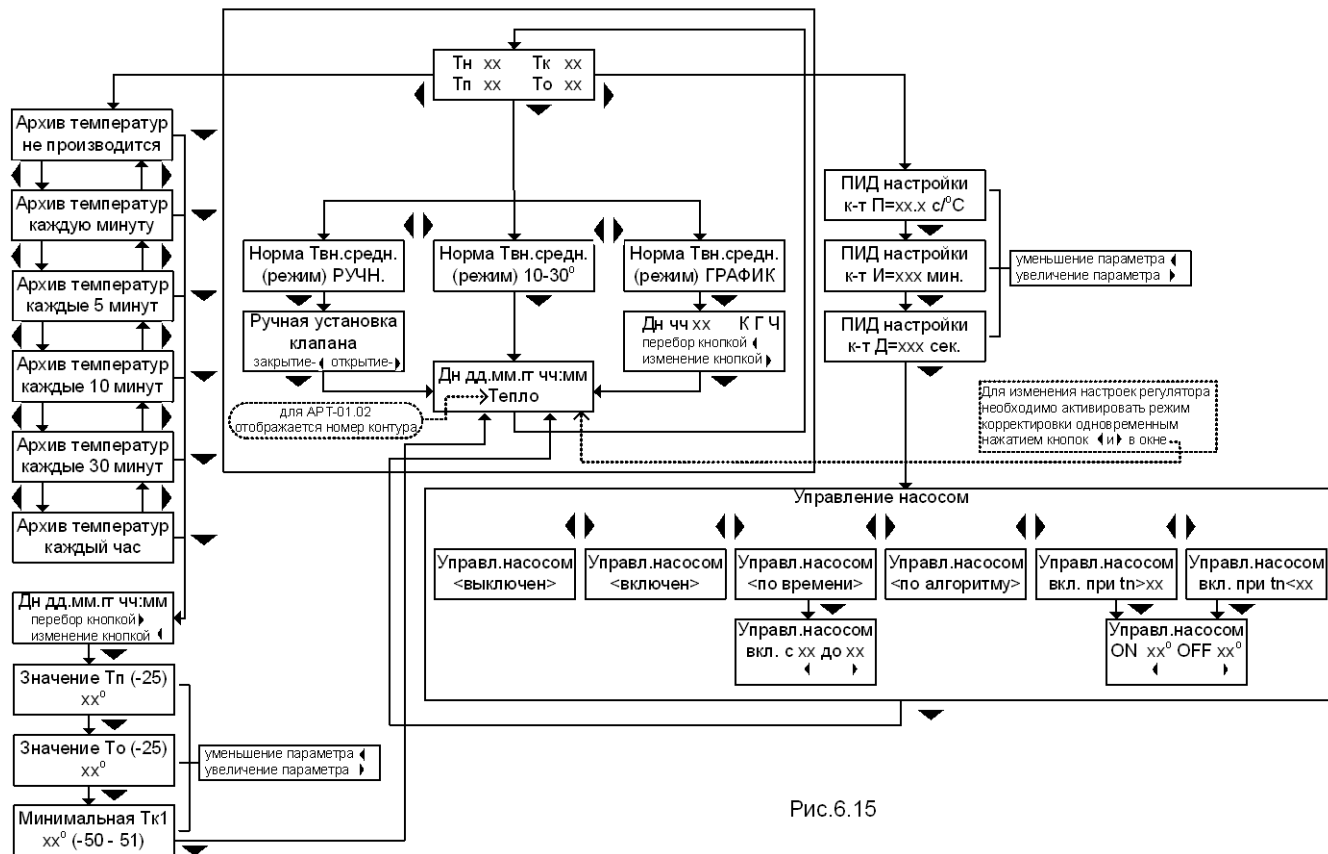 Тн xx Тк xx
Тп xx То xx
Архив температур
не производится
Архив температур
каждую минуту
Архив температур
каждые 5 минут
Архив температур
каждые 10 минут
Архив температур
каждые 30 минут
Архив температур
каждый час
Дн дд.мм.гг чч:мм
перебор кнопкой
изменение кнопкой
Значение Тп (-25)
xx⁰
Значение То (-25)
xx⁰
Минимальная Тк1
xx⁰ (-50 - 51)
уменьшение параметра
увеличение параметра
Норма Твн.средн.
(режим) РУЧН.
Норма Твн.средн.
(режим) 10-30⁰
Норма Твн.средн.
(режим) ГРАФИК
Ручная установка
клапана
закрытие- открытие-
Дн чч xx К Г Ч
перебор кнопкой
изменение кнопкой
Дн дд.мм.гг чч:мм
Тепло
для АРТ-01.02
отображается номер контура
ПИД настройки
к-т П=xx.x с/⁰С
ПИД настройки
к-т И=xxx мин.
ПИД настройки
к-т Д=xxx сек.
уменьшение параметра
увеличение параметра
Для изменения настроек регулятора
необходимо активировать режим
корректировки одновременным
нажатием кнопок и в окне
Управление насосом
Управл.насосом
<выключен>
Управл.насосом
<включен>
Управл.насосом
<по времени>
Управл.насосом
<по алгоритму>
Управл.насосом
вкл. при tn>xx
Управл.насосом
вкл. при tn<xx
Управл.насосом
вкл. с xx до xx
Управл.насосом
ON xx⁰ OFF xx⁰
Рис.6.15